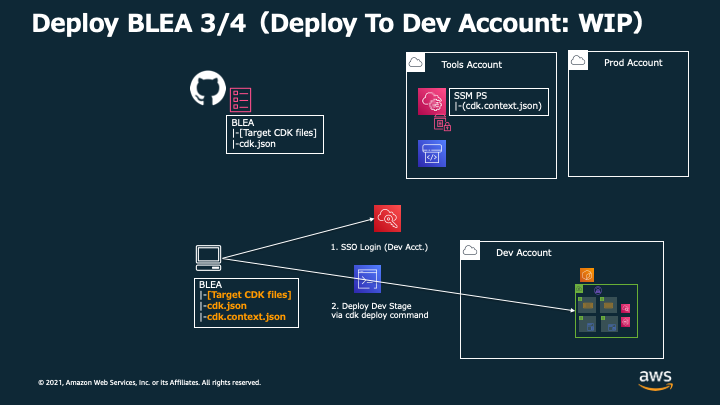 Deploy BLEA 3/4（Deploy To Dev Account: WIP）
Tools Account
Prod Account
SSM PS
|-(cdk.context.json)
BLEA
|-[Target CDK files]
|-cdk.json
1. SSO Login (Dev Acct.)
Dev Account
BLEA
|-[Target CDK files]
|-cdk.json
|-cdk.context.json
2. Deploy Dev Stage
via cdk deploy command
© 2021, Amazon Web Services, Inc. or its Affiliates. All rights reserved.
aws